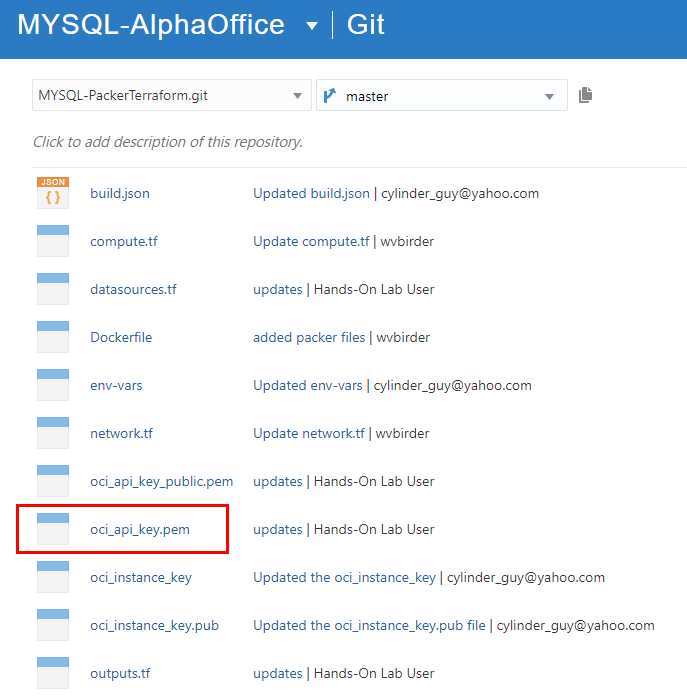 MYSQL-AlphaOffice Git
MYSQL-PackerTerraform.git master
Click to add description of this repository.
JSON
{ } build.json Updated build.json | cylinder_guy@yahoo.com
compute.tf Update compute.tf | wvbirder
datasources.tf updates | Hands-On Lab User
Dockerfile added packer files | wvbirder
env-vars Updated env-vars | cylinder_guy@yahoo.com
network.tf Update network.tf | wvbirder
oci_api_key_public.pem updates | Hands-On Lab User
oci_api_key.pem updates | Hands-On Lab User
oci_instance_key Updated the oci_instance_key | cylinder_guy@yahoo.com
oci_instance_key.pub Updated the oci_instance_key.pub file | cylinder_guy@yahoo.com
outputs.tf updates | Hands-On Lab User